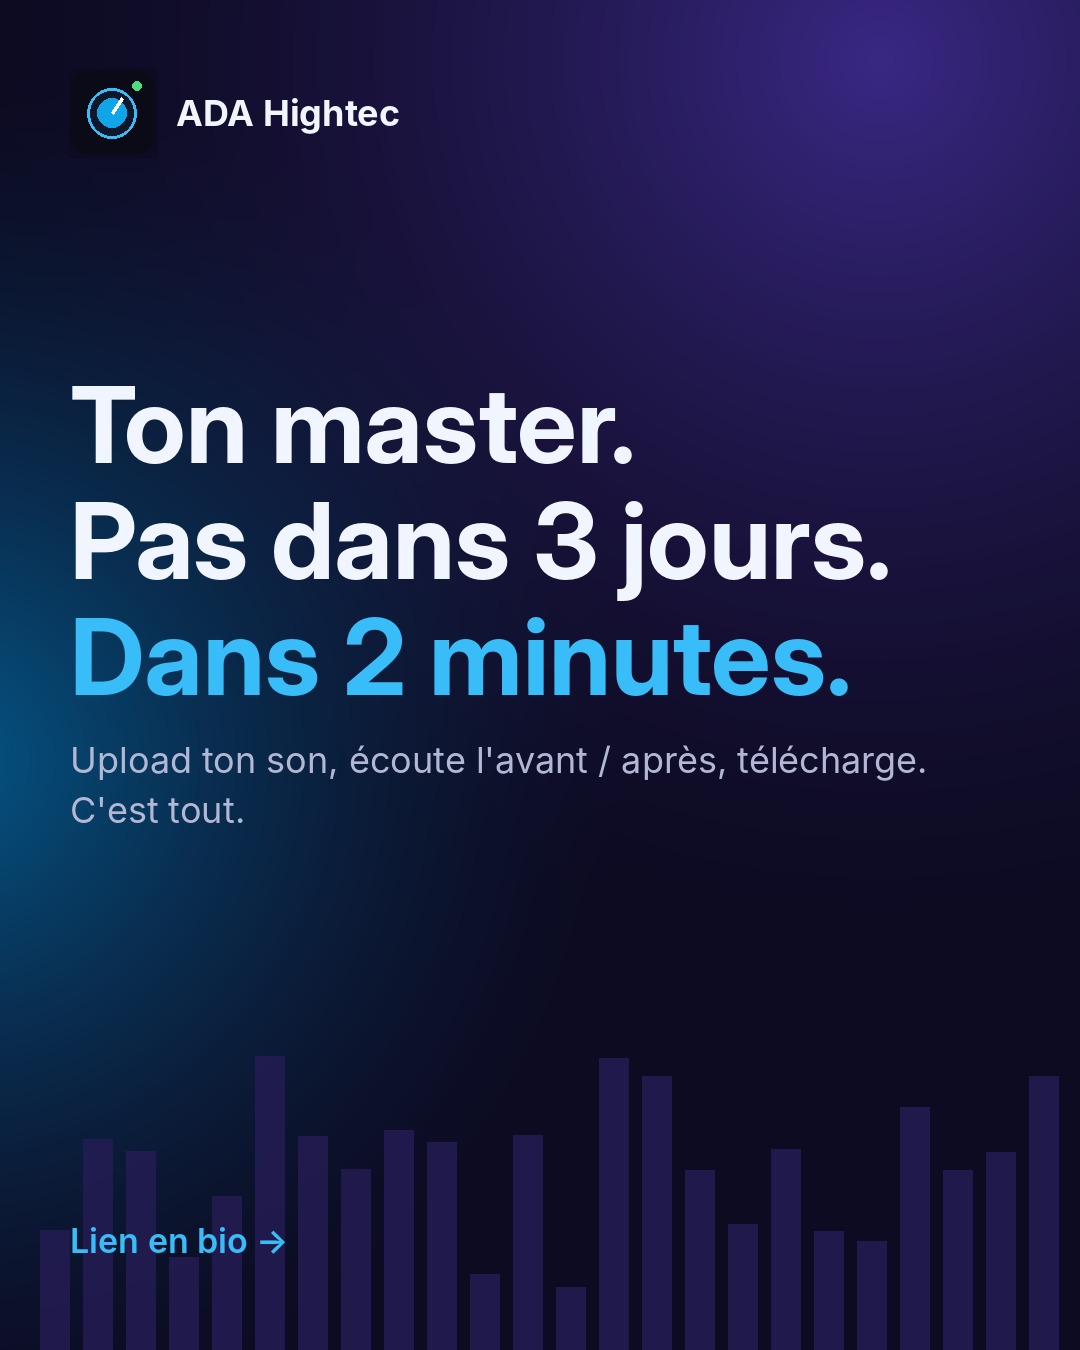 ADA Hightec
Ton master.
Pas dans 3 jours.
Dans 2 minutes.
Upload ton son, écoute l'avant / après, télécharge.
C'est tout.
Lien en bio →